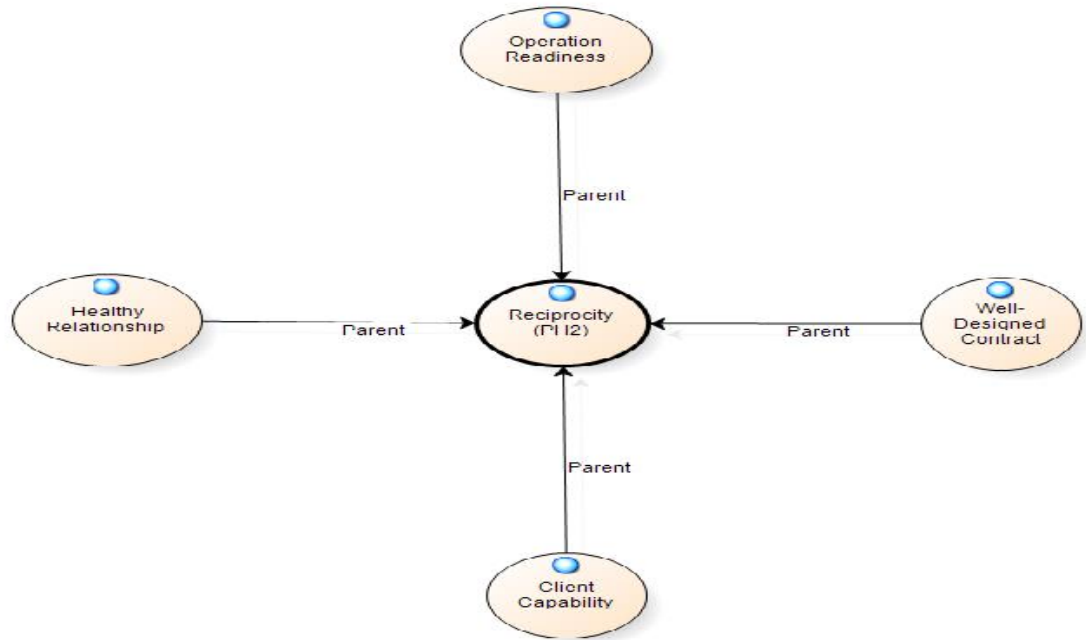 Operation
Readiness
Parent
Healthy
Relationship
Parent
Reciprocity
(PH2)
Parent
Well-
Designed
Contract
Parent
Client
Capability